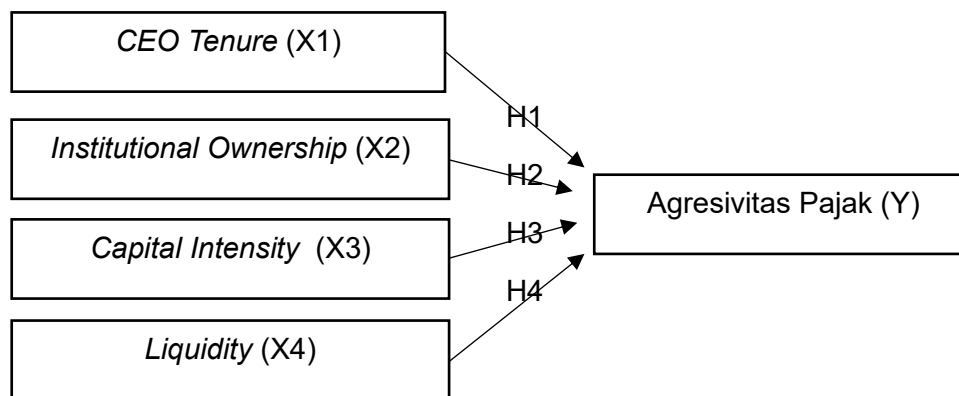 CEO Tenure (X1)
H1
Institutional Ownership (X2)
H2
Agresivitas Pajak (Y)
Capital Intensity  (X3)
H3
H4
Liquidity (X4)